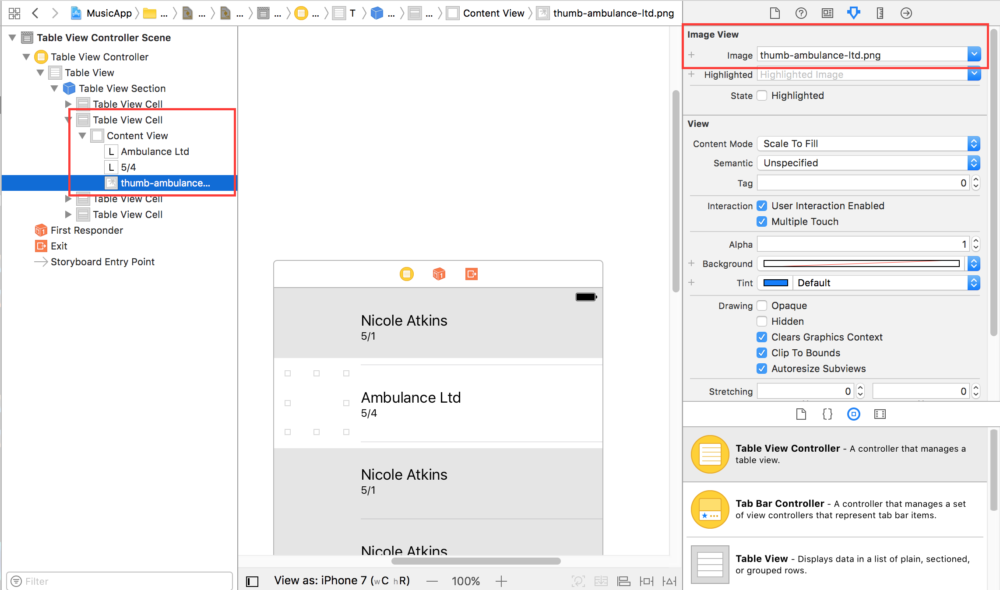 MusicApp ... ... ... ... ... T ... ... Content View thumb-ambulance-ltd.png
Table View Controller Scene
Table View Controller
Table View
Table View Section
Table View Cell
Table View Cell
Content View
L Ambulance Ltd
L 5/4
thumb-ambulance...
Table View Cell
Table View Cell
First Responder
Exit
Storyboard Entry Point
Filter
Nicole Atkins
5/1
Ambulance Ltd
5/4
Nicole Atkins
5/1
Nicole Atkins
View as: iPhone 7 (wC hR)
100%
Image View
Image thumb-ambulance-ltd.png
Highlighted Highlighted Image
State Highlighted
View
Content Mode Scale To Fill
Semantic Unspecified
Tag 0
Interaction User Interaction Enabled
Multiple Touch
Alpha 1
Background
Tint Default
Drawing Opaque
Hidden
Clears Graphics Context
Clip To Bounds
Autoresize Subviews
Stretching 0 0
{}
Table View Controller - A controller that manages a
table view.
Tab Bar Controller - A controller that manages a set
of view controllers that represent tab bar items.
Table View - Displays data in a list of plain, sectioned,
or grouped rows.